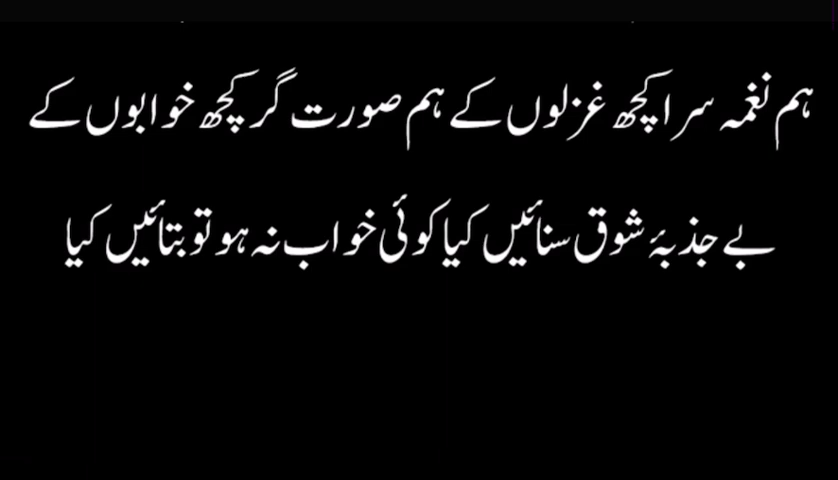 ہم نغمہ سرا کچھ غزلوں کے ہم صورت گر کچھ خوابوں کے
بے جذبۂ شوق سنائیں کیا کوئی خواب نہ ہو تو بتائیں کیا